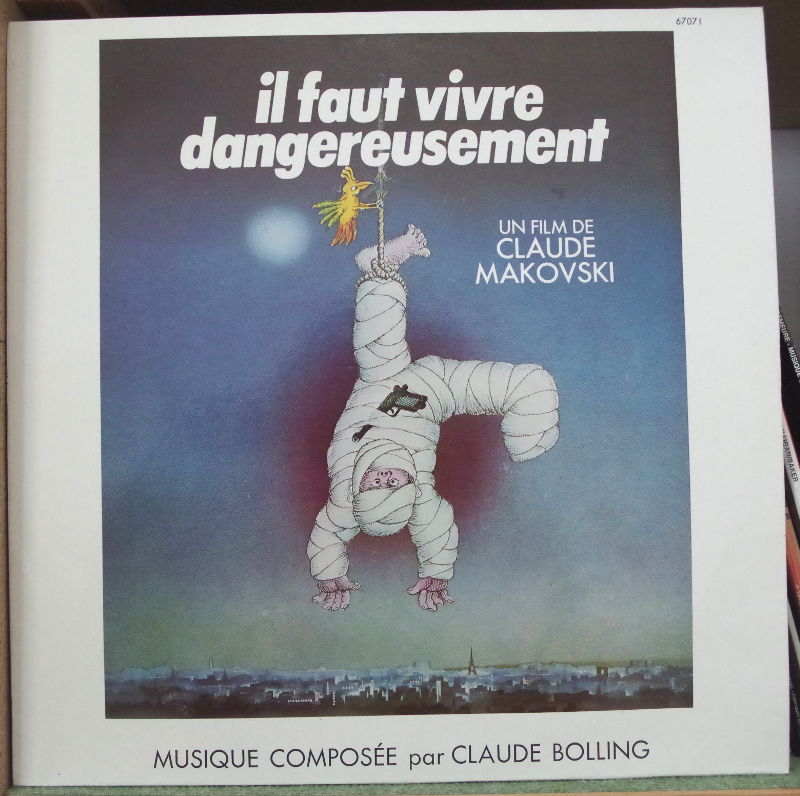 67071
il faut vivre
dangereusement
UN FILM DE
CLAUDE
MAKOVSKI
MUSIQUE COMPOSÉE par CLAUDE BOLLING